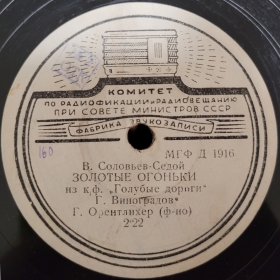 КОМИТЕТ
ПО РАДИОФИКАЦИИ И РАДИОВЕЩАНИЮ
ПРИ СОВЕТЕ МИНИСТРОВ СССР
ФАБРИКА ЗВУКОЗАПИСИ
160
МГФ Д 1916
В. Соловьев-Седой
ЗОЛОТЫЕ ОГОНЬКИ
из к.ф. „Голубые дороги"
Г. Виноградов
Г. Орентлихер (ф-но)
2'22